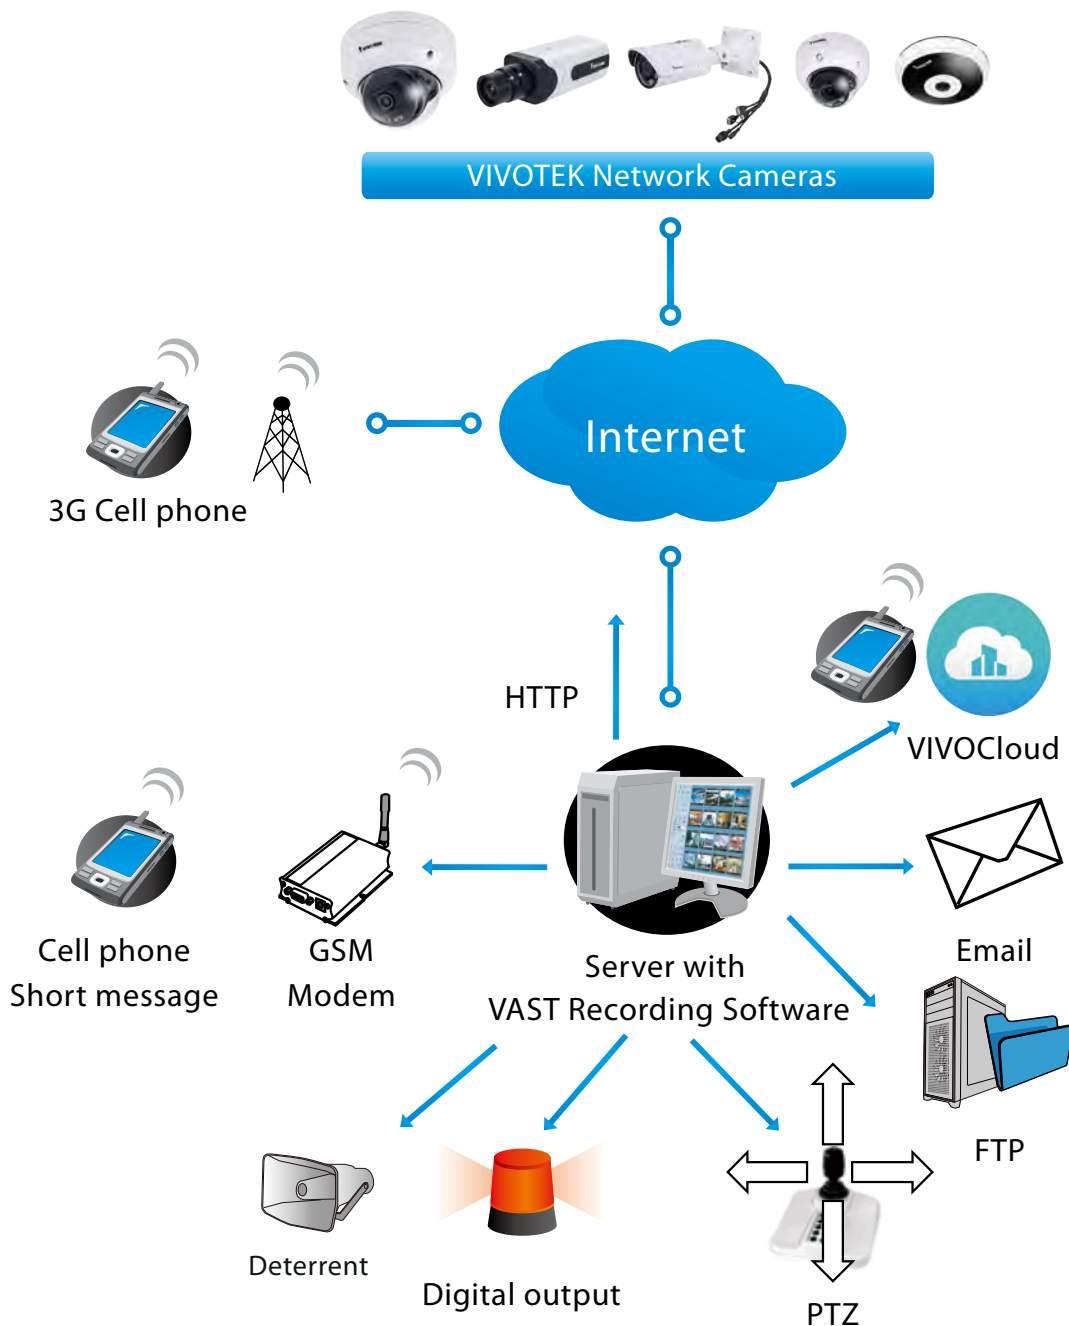 VIVOTEK Network Cameras
Internet
3G Cell phone
HTTP
VIVOCloud
Cell phone
Short message
GSM
Modem
Server with
VAST Recording Software
Email
FTP
Deterrent
Digital output
PTZ